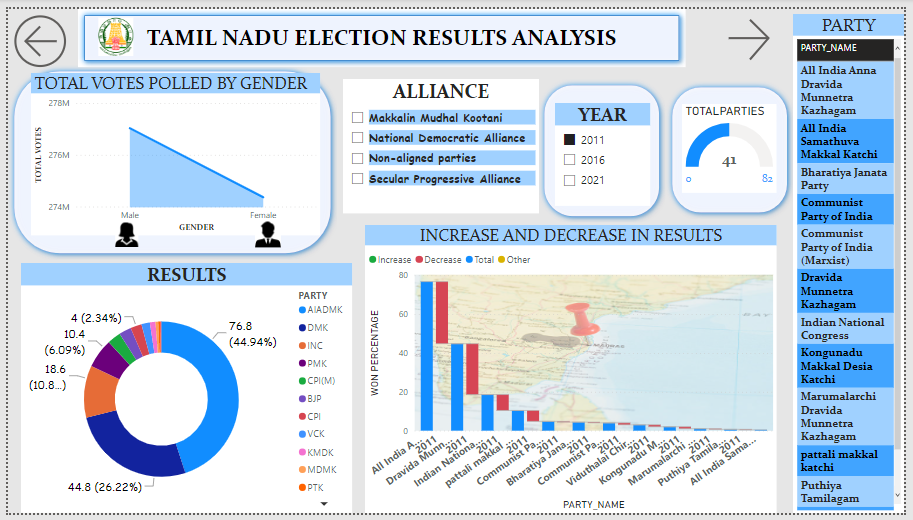 TAMIL NADU ELECTION RESULTS ANALYSIS
TOTAL VOTES POLLED BY GENDER
278M
276M
274M
TOTAL VOTES
Male
Female
GENDER
ALLIANCE
Makkalin Mudhal Kootani
National Democratic Alliance
Non-aligned parties
Secular Progressive Alliance
YEAR
2011
2016
2021
TOTALPARTIES
41
0
82
PARTY
PARTY_NAME
All India Anna
Dravida
Munnetra
Kazhagam
All India
Samathuva
Makkal Katchi
Bharatiya Janata
Party
Communist
Party of India
Communist
Party of India
(Marxist)
Dravida
Munnetra
Kazhagam
Indian National
Congress
Kongunadu
Makkal Desia
Katchi
Marumalarchi
Dravida
Munnetra
Kazhagam
pattali makkal
katchi
Puthiya
Tamilagam
RESULTS
4 (2.34%)
10.4
(6.09%)
18.6
(10.8...)
44.8 (26.22%)
76.8
(44.94%)
PARTY
AIADMK
DMK
INC
PMK
CPI(M)
BJP
CPI
VCK
KMDK
MDMK
PTK
INCREASE AND DECREASE IN RESULTS
Increase Decrease Total Other
WON PERCENTAGE
80
60
40
20
0
All India A...
2011
Dravida Munn...
2011
Indian Nationa...
2011
pattali makkal ...
2011
Communist Pa...
2011
Bharatiya Jana...
2011
Communist Pa...
2011
Viduthalai Chir...
2011
Kongunadu M...
2011
Marumalarchi ...
2011
Puthiya Tamila...
2011
All India Sama...
PARTY_NAME